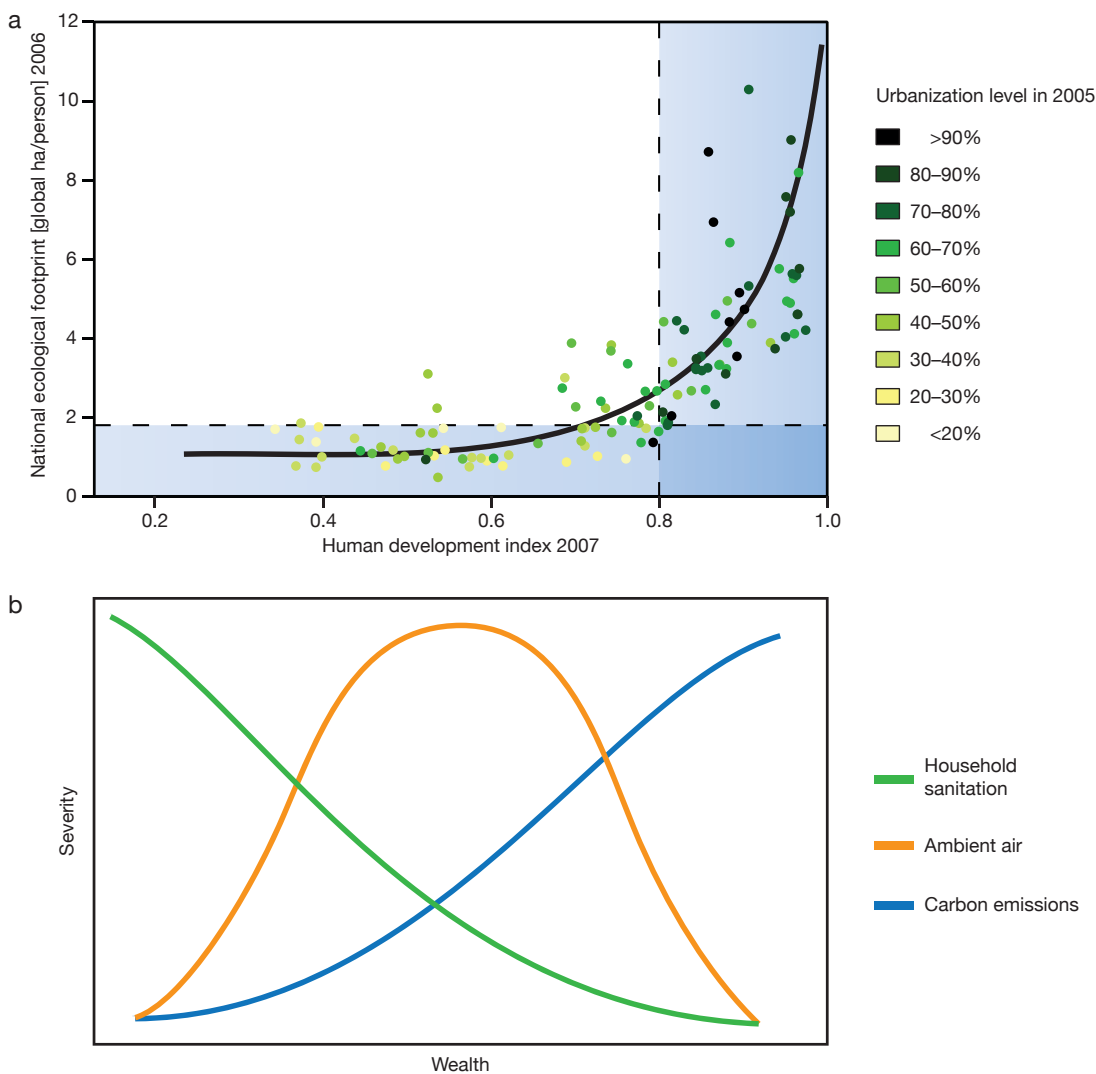 a
National ecological footprint [global ha/person] 2006
12
10
8
6
4
2
0
0.2
0.4
0.6
0.8
1.0
Human development index 2007
Urbanization level in 2005
>90%
80–90%
70–80%
60–70%
50–60%
40–50%
30–40%
20–30%
<20%
b
Severity
Wealth
Household
sanitation
Ambient air
Carbon emissions